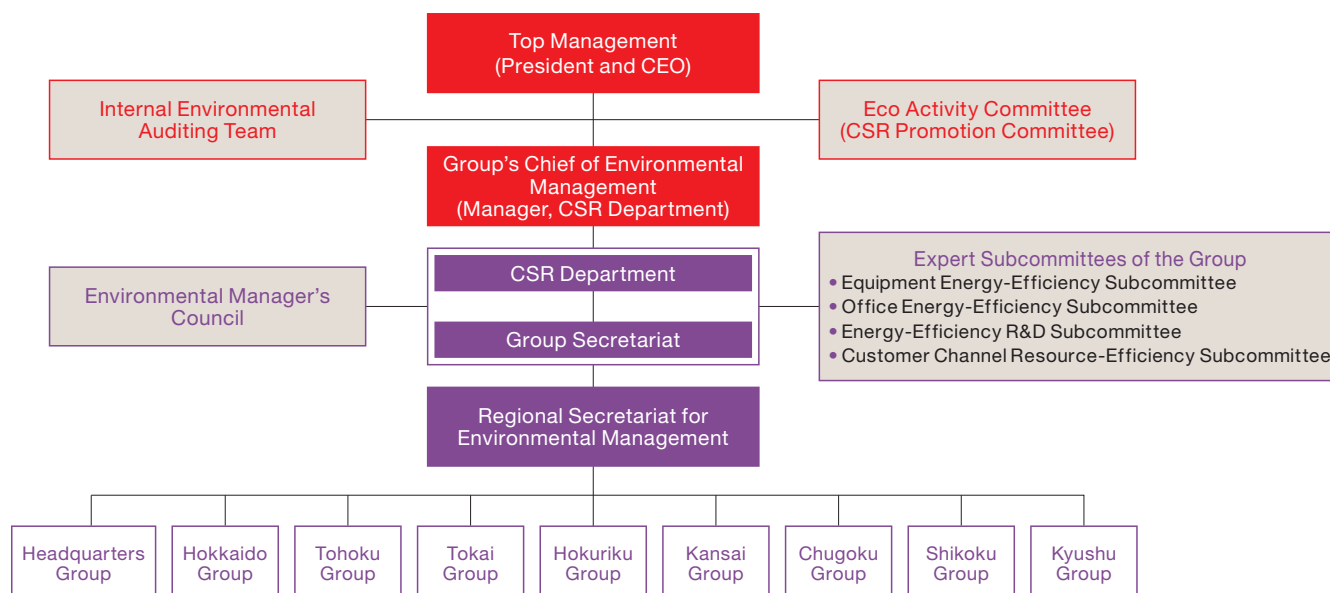 Top Management
(President and CEO)
Internal Environmental
Auditing Team
Eco Activity Committee
(CSR Promotion Committee)
Group's Chief of Environmental
Management
(Manager, CSR Department)
Environmental Manager's
Council
CSR Department
Group Secretariat
Expert Subcommittees of the Group
• Equipment Energy-Efficiency Subcommittee
• Office Energy-Efficiency Subcommittee
• Energy-Efficiency R&D Subcommittee
• Customer Channel Resource-Efficiency Subcommittee
Regional Secretariat for
Environmental Management
Headquarters
Group
Hokkaido
Group
Tohoku
Group
Tokai
Group
Hokuriku
Group
Kansai
Group
Chugoku
Group
Shikoku
Group
Kyushu
Group